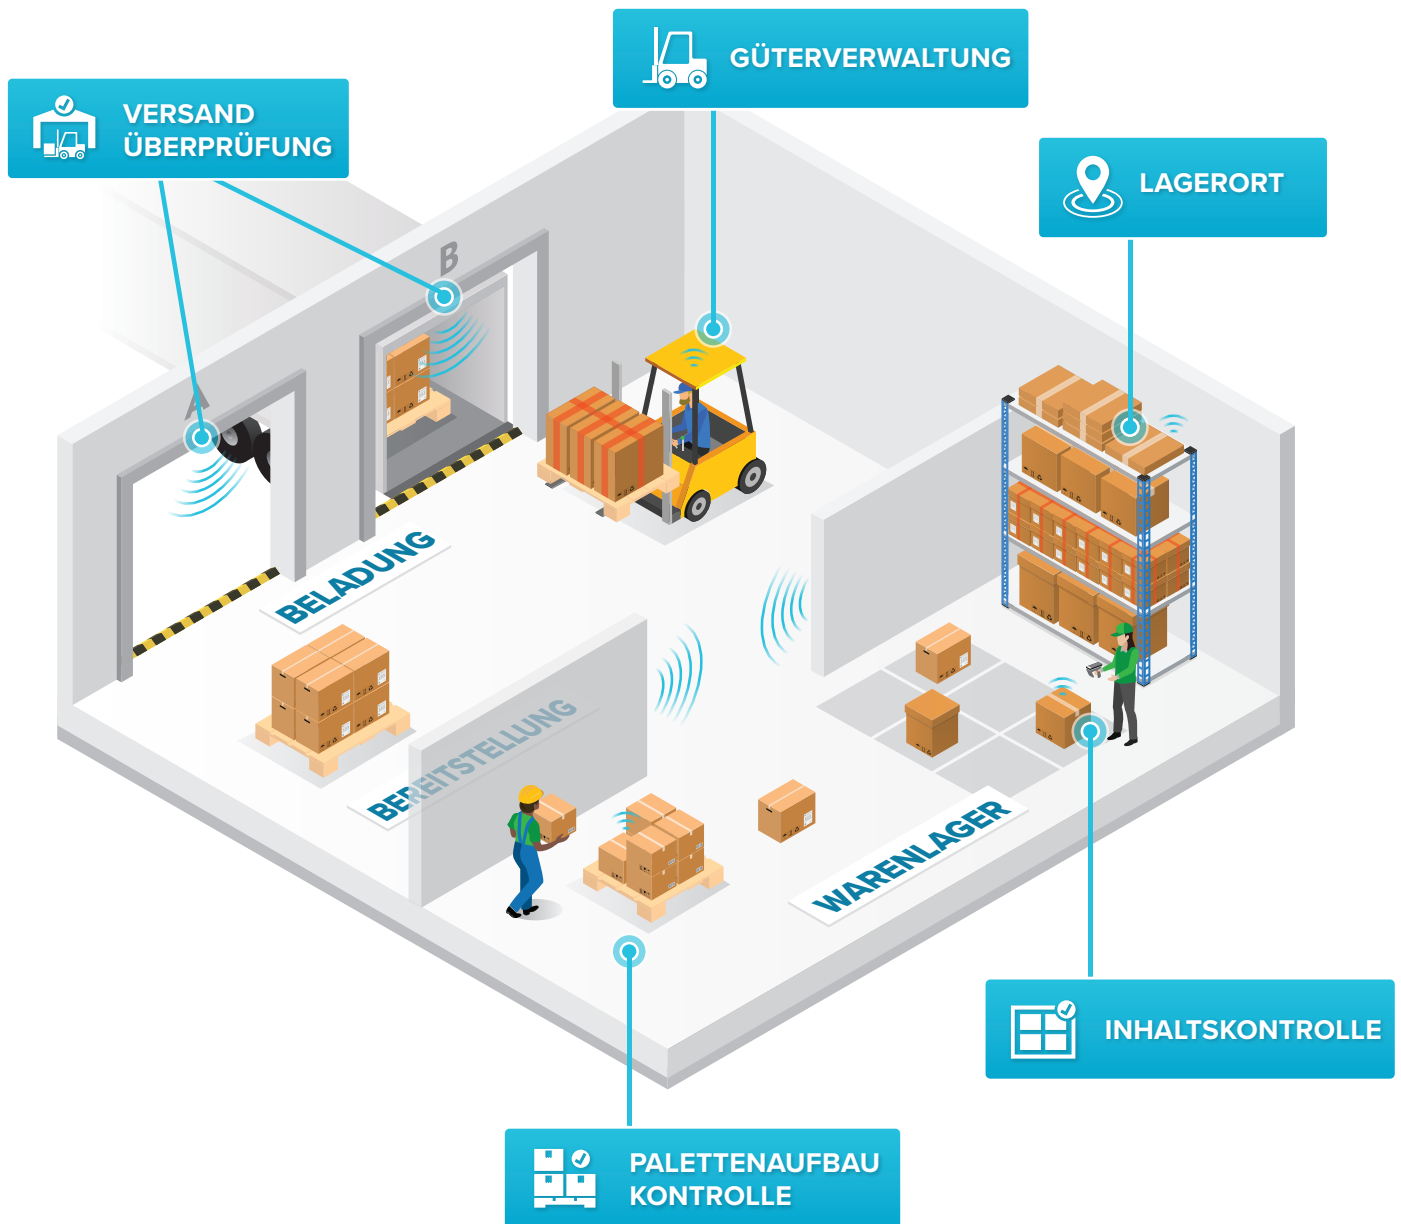 GÜTERVERWALTUNG
VERSAND
ÜBERPRÜFUNG
LAGERORT
B
A
BELADUNG
BEREITSTELLUNG
WARENLAGER
INHALTSKONTROLLE
PALETTENAUFBAU
KONTROLLE